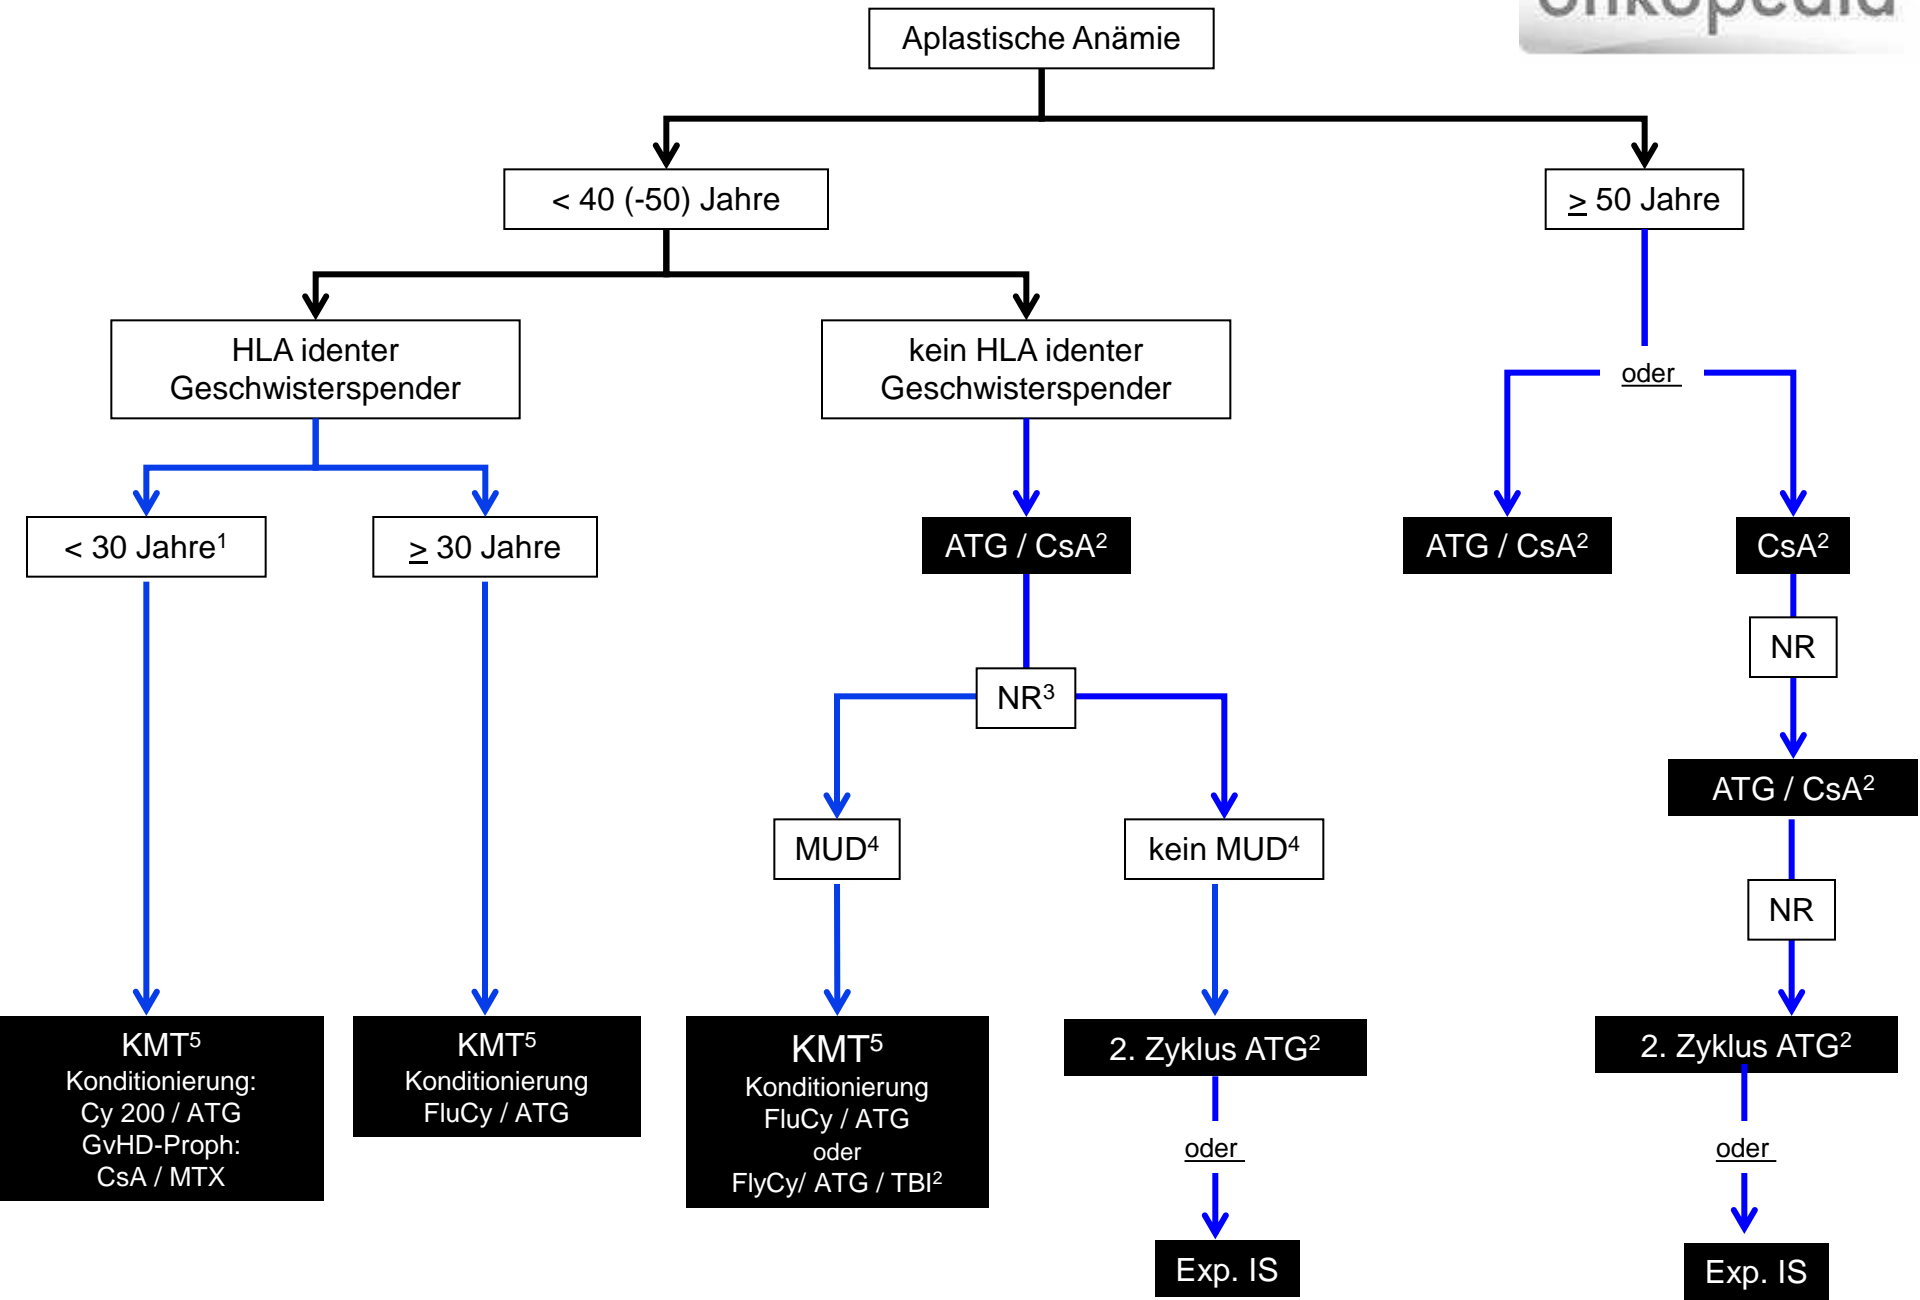 onkopedia
Aplastische Anämie
< 40 (-50) Jahre
≥ 50 Jahre
HLA identer
Geschwisterspender
kein HLA identer
Geschwisterspender
oder
< 30 Jahre¹
≥ 30 Jahre
ATG / CsA²
ATG / CsA²
CsA²
NR
NR³
ATG / CsA²
MUD⁴
kein MUD⁴
NR
KMT⁵
Konditionierung:
Cy 200 / ATG
GvHD-Proph:
CsA / MTX
KMT⁵
Konditionierung
FluCy / ATG
KMT⁵
Konditionierung
FluCy / ATG
oder
FlyCy/ ATG / TBI²
2. Zyklus ATG²
oder
Exp. IS
2. Zyklus ATG²
oder
Exp. IS